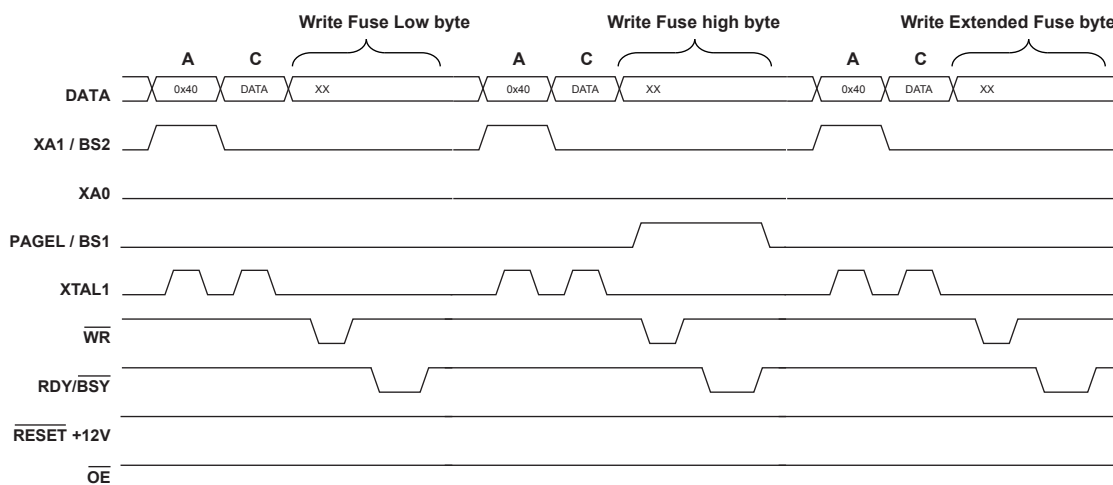 Write Fuse Low byte Write Fuse high byte Write Extended Fuse byte
A C A C A C
DATA 0x40 DATA XX 0x40 DATA XX 0x40 DATA XX
XA1 / BS2
XA0
PAGEL / BS1
XTAL1
WR
RDY/BSY
RESET +12V
OE